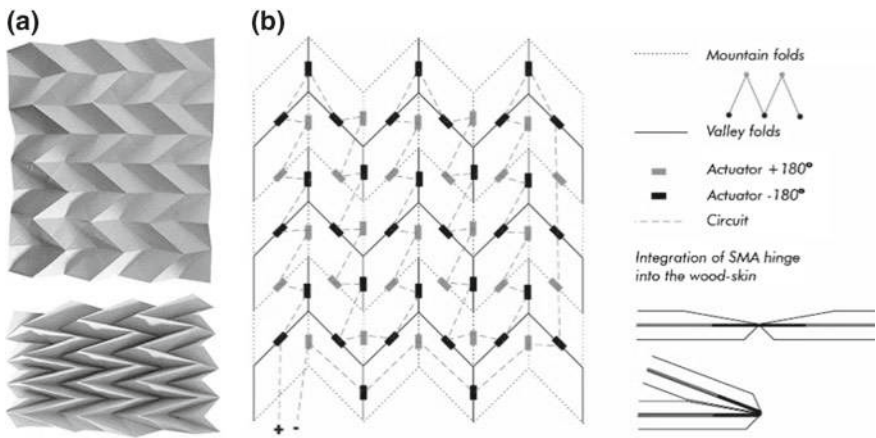 (a)
(b)
Mountain folds
Valley folds
Actuator +180°
Actuator -180°
Circuit
Integration of SMA hinge
into the wood-skin
+ -